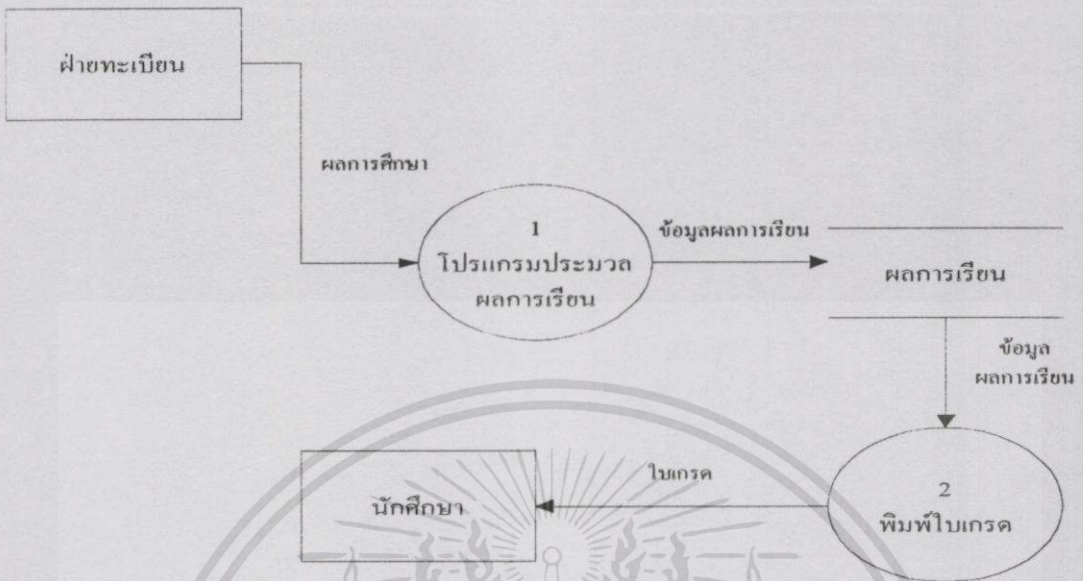 ฝ่ายทะเบียน
ผลการศึกษา
1
โปรแกรมประมวล
ผลการเรียน
ข้อมูลผลการเรียน
ผลการเรียน
ข้อมูล
ผลการเรียน
นักศึกษา
ใบเกรด
2
พิมพ์ใบเกรด